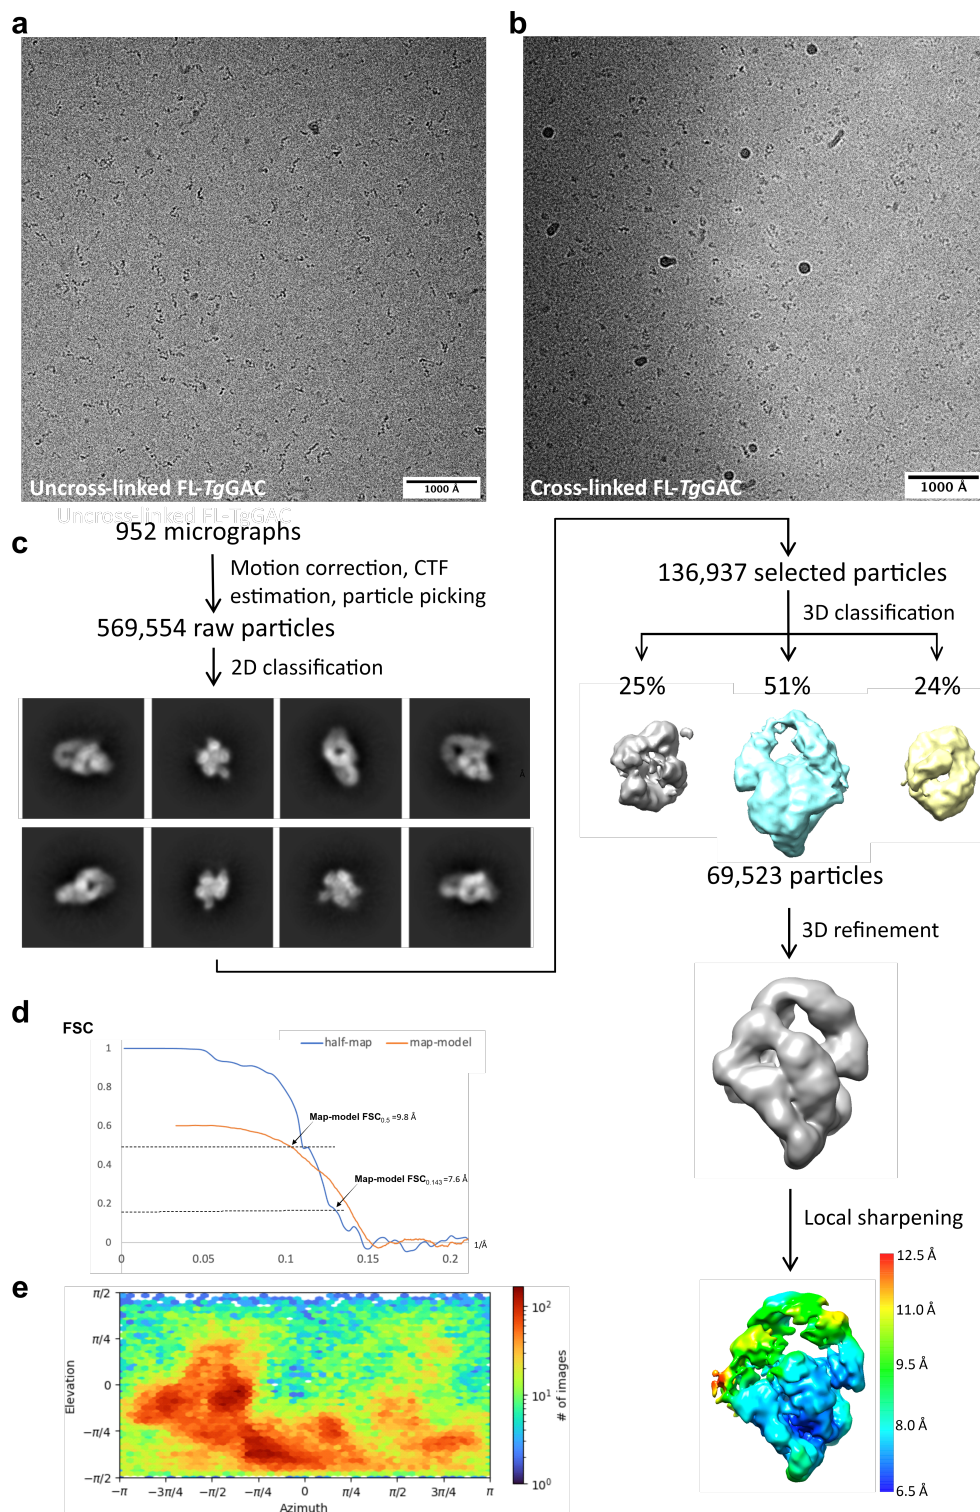 a
b
Uncross-linked FL-TgGAC
1000 Å
Cross-linked FL-TgGAC
1000 Å
Uncross-linked FL-TgGAC
c
952 micrographs
Motion correction, CTF
estimation, particle picking
569,554 raw particles
2D classification
Å
136,937 selected particles
3D classification
25%
51%
24%
69,523 particles
3D refinement
Local sharpening
12.5 Å
11.0 Å
9.5 Å
8.0 Å
6.5 Å
d
FSC
half-map
map-model
1
0.8
0.6
0.4
0.2
0
Map-model FSC0.5 =9.8 Å
Map-model FSC0.143 =7.6 Å
1/Å
0
0.05
0.1
0.15
0.2
e
π/2
π/4
0
−π/4
−π/2
Elevation
−π
−3π/4
−π/2
−π/4
0
π/4
π/2
3π/4
π
Azimuth
10²
10¹
10⁰
# of images